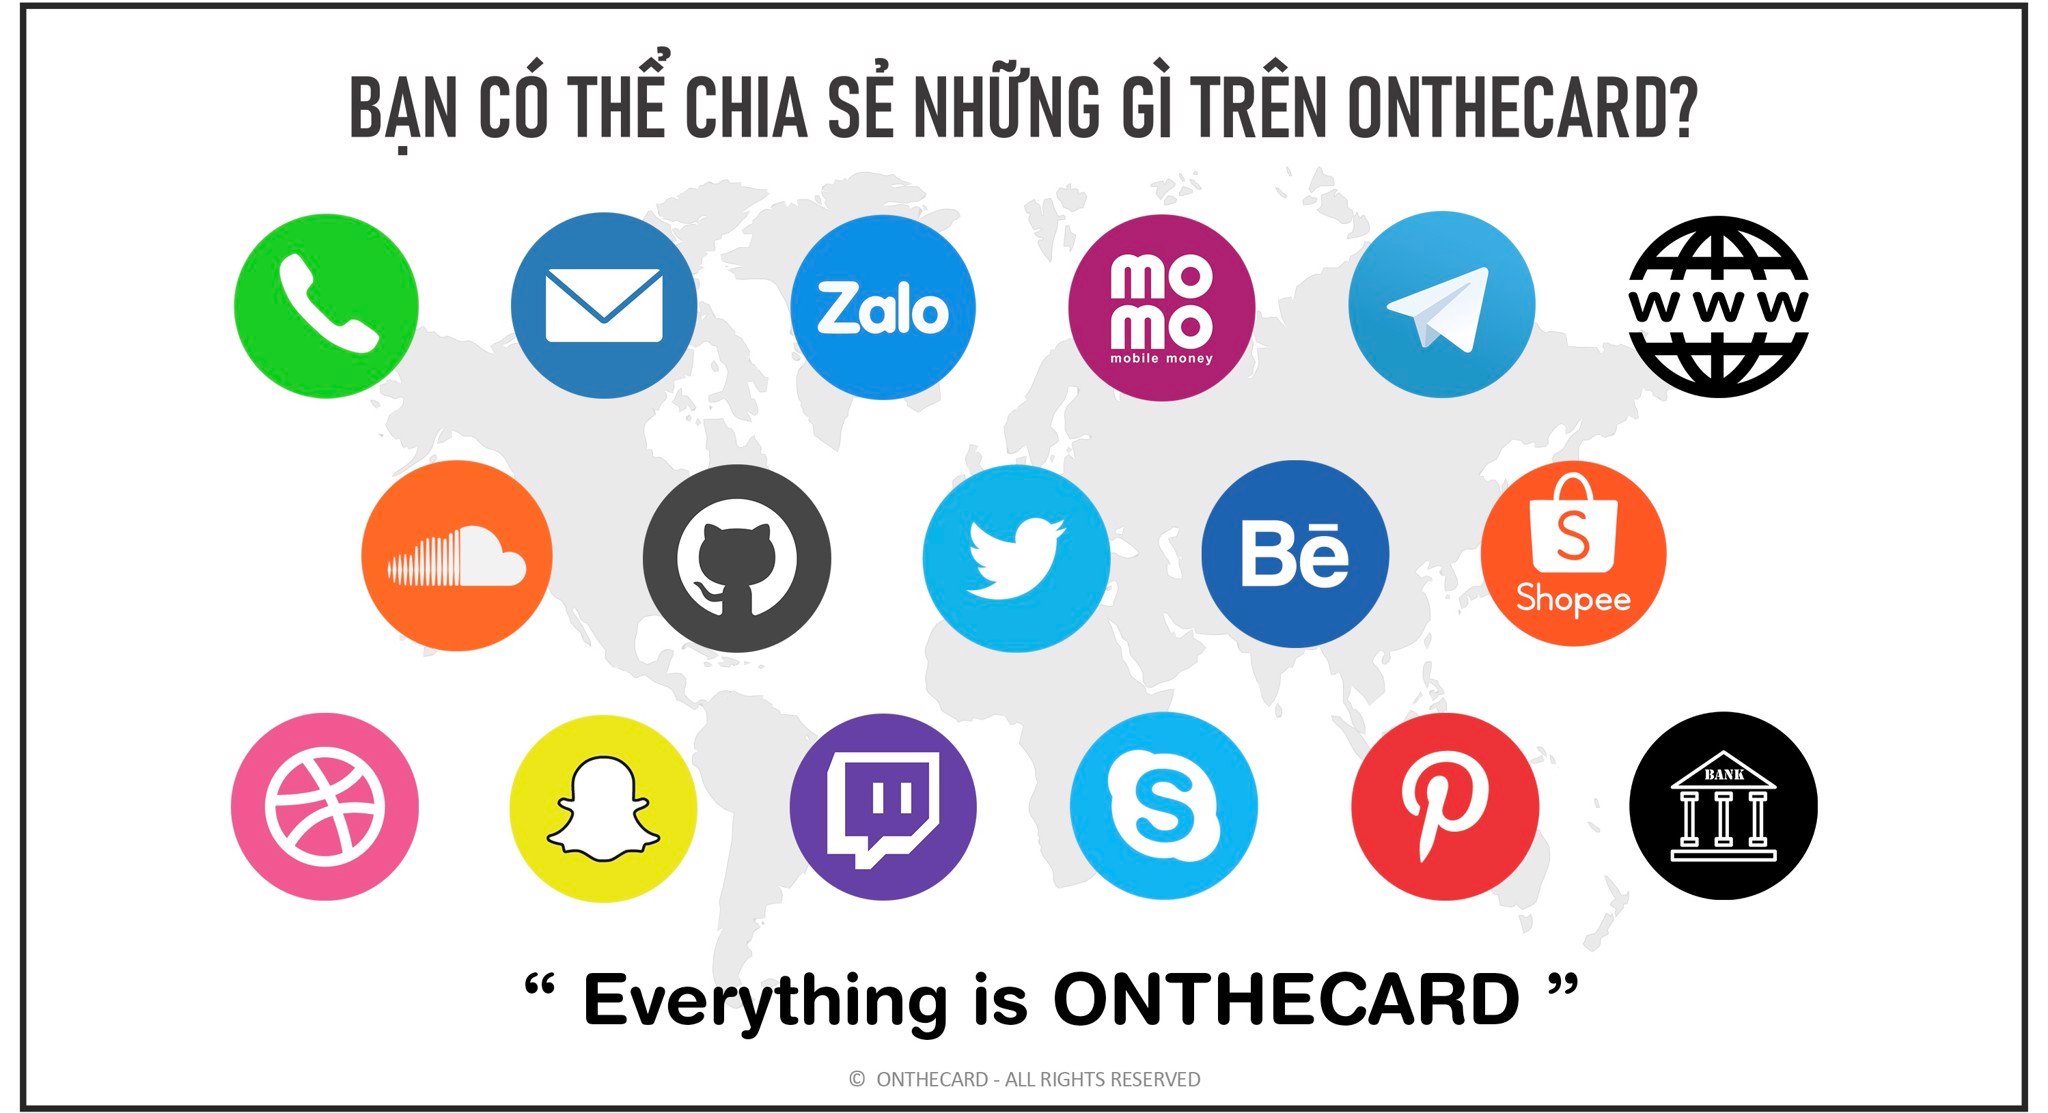 BẠN CÓ THỂ CHIA SẺ NHỮNG GÌ TRÊN ONTHECARD?
Zalo
mo
mo
mobile money
www
Bē
S
Shopee
BANK
S
“ Everything is ONTHECARD ”
© ONTHECARD - ALL RIGHTS RESERVED